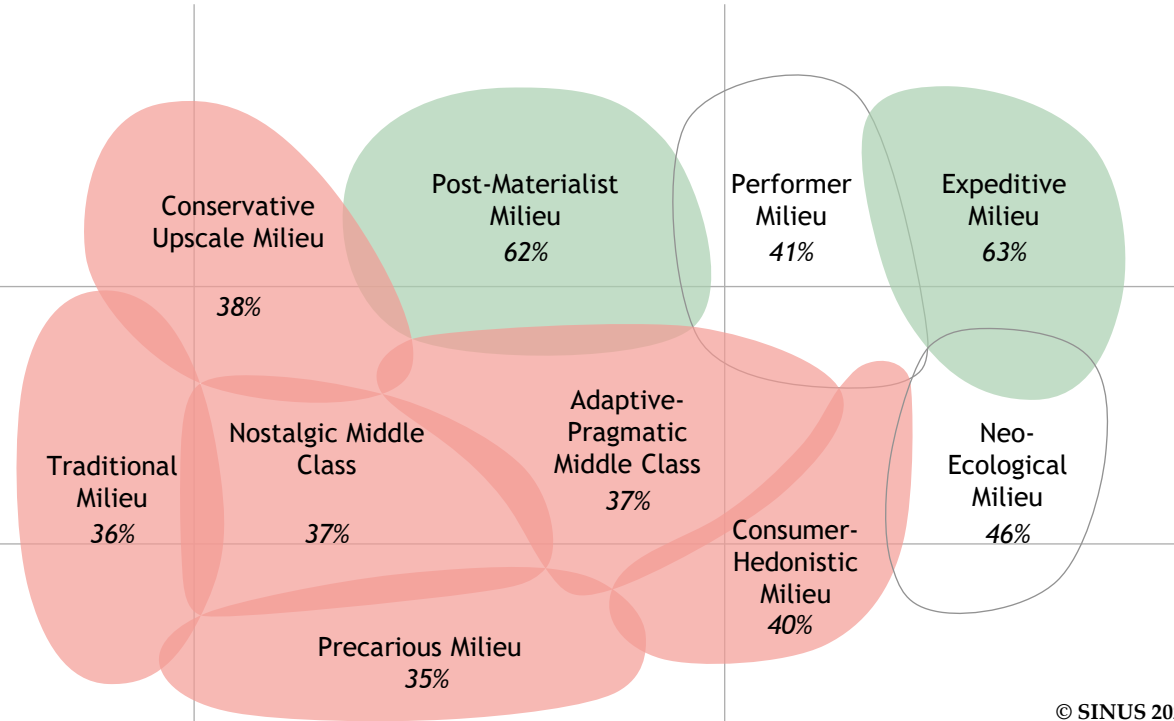 Conservative
Upscale Milieu
38%
Post-Materialist
Milieu
62%
Performer
Milieu
41%
Expeditive
Milieu
63%
Traditional
Milieu
36%
Nostalgic Middle
Class
37%
Adaptive-
Pragmatic
Middle Class
37%
Consumer-
Hedonistic
Milieu
40%
Neo-
Ecological
Milieu
46%
Precarious Milieu
35%
© SINUS 20